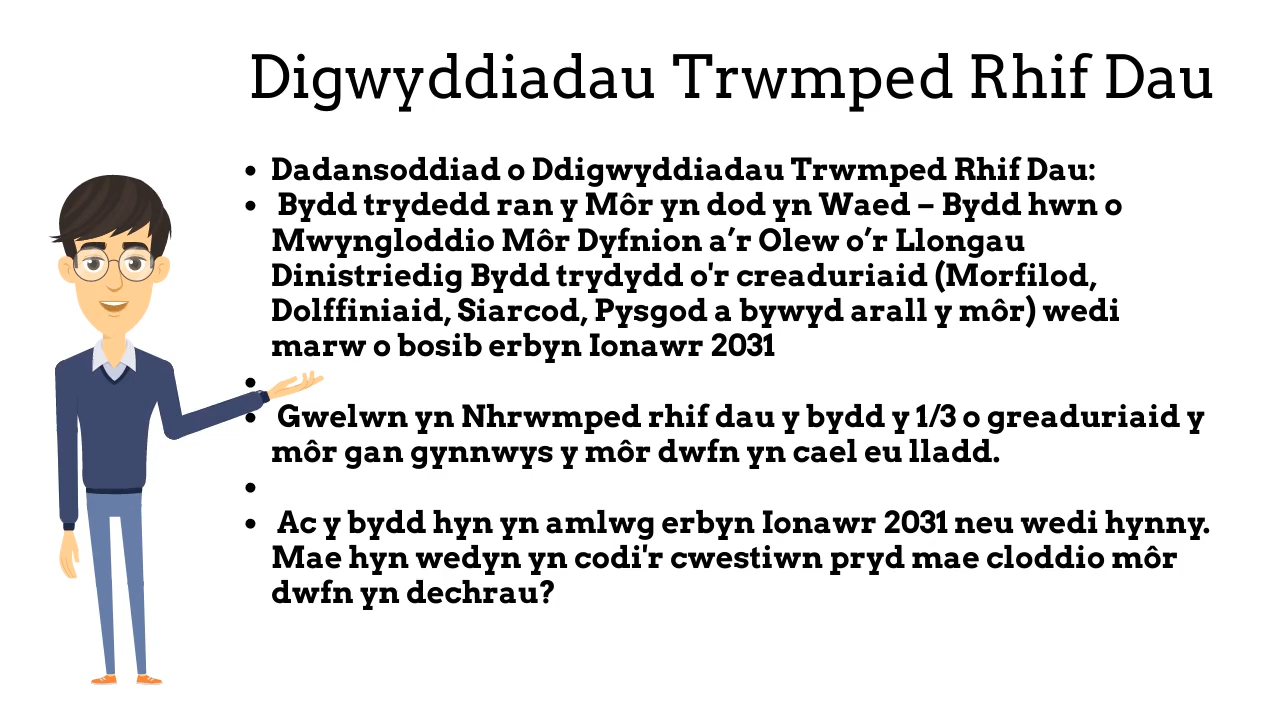 Digwyddiadau Trwmped Rhif Dau
• Dadansoddiad o Ddigwyddiadau Trwmped Rhif Dau:
• Bydd trydedd ran y Môr yn dod yn Waed – Bydd hwn o
Mwyngloddio Môr Dyfnion a’r Olew o’r Llongau
Dinistriedig Bydd trydydd o'r creaduriaid (Morfilod,
Dolffiniaid, Siarcod, Pysgod a bywyd arall y môr) wedi
marw o bosib erbyn Ionawr 2031
•
• Gwelwn yn Nhrwmped rhif dau y bydd y 1/3 o greaduriaid y
môr gan gynnwys y môr dwfn yn cael eu lladd.
•
• Ac y bydd hyn yn amlwg erbyn Ionawr 2031 neu wedi hynny.
Mae hyn wedyn yn codi'r cwestiwn pryd mae cloddio môr
dwfn yn dechrau?